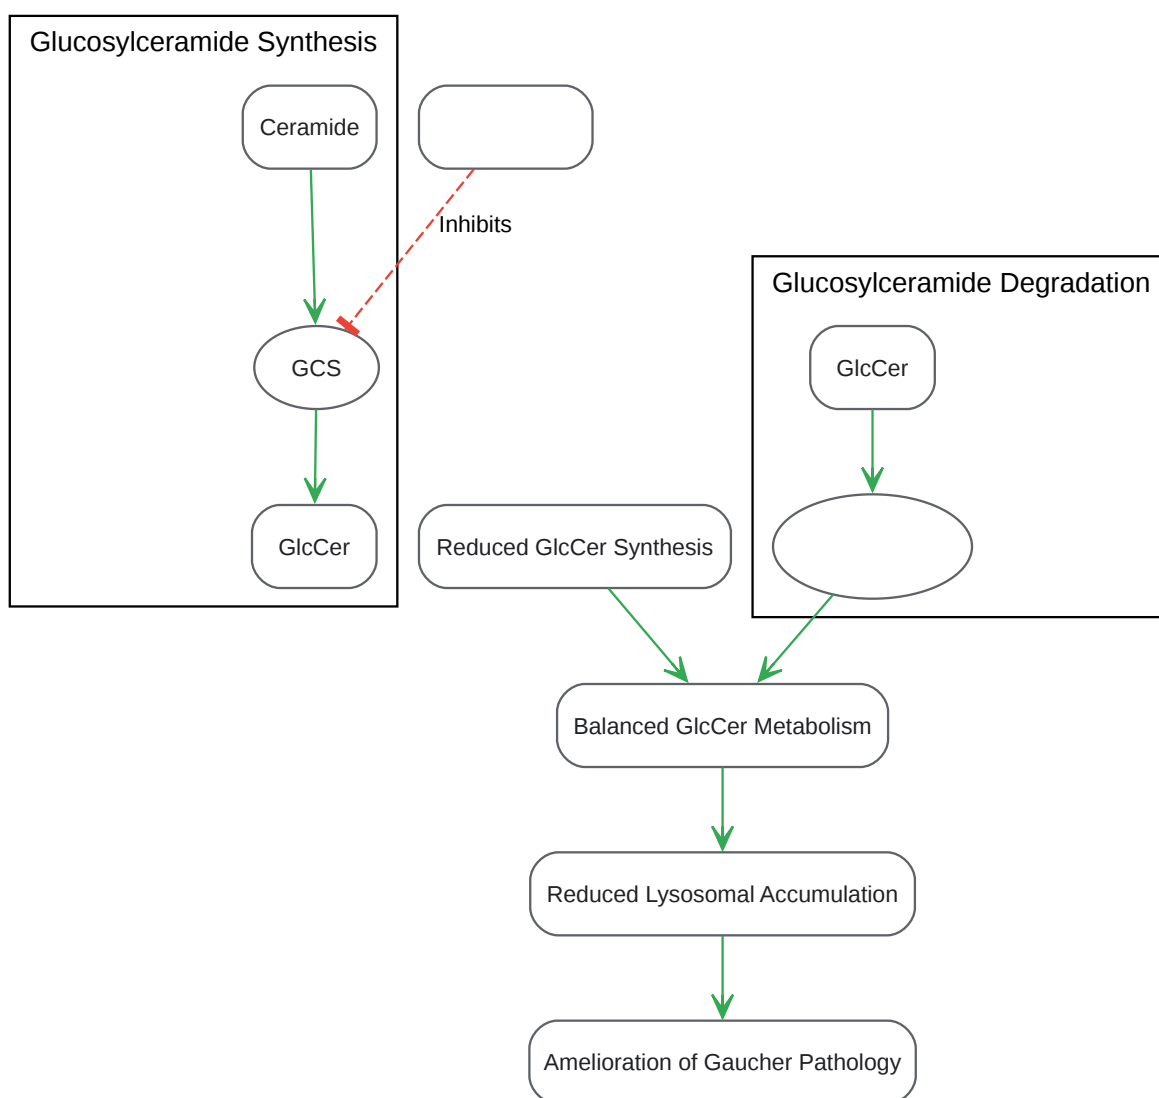 Glucosylceramide Synthesis
Ceramide
Inhibits
Glucosylceramide Degradation
GCS
GlcCer
GlcCer
Reduced GlcCer Synthesis
Balanced GlcCer Metabolism
Reduced Lysosomal Accumulation
Amelioration of Gaucher Pathology